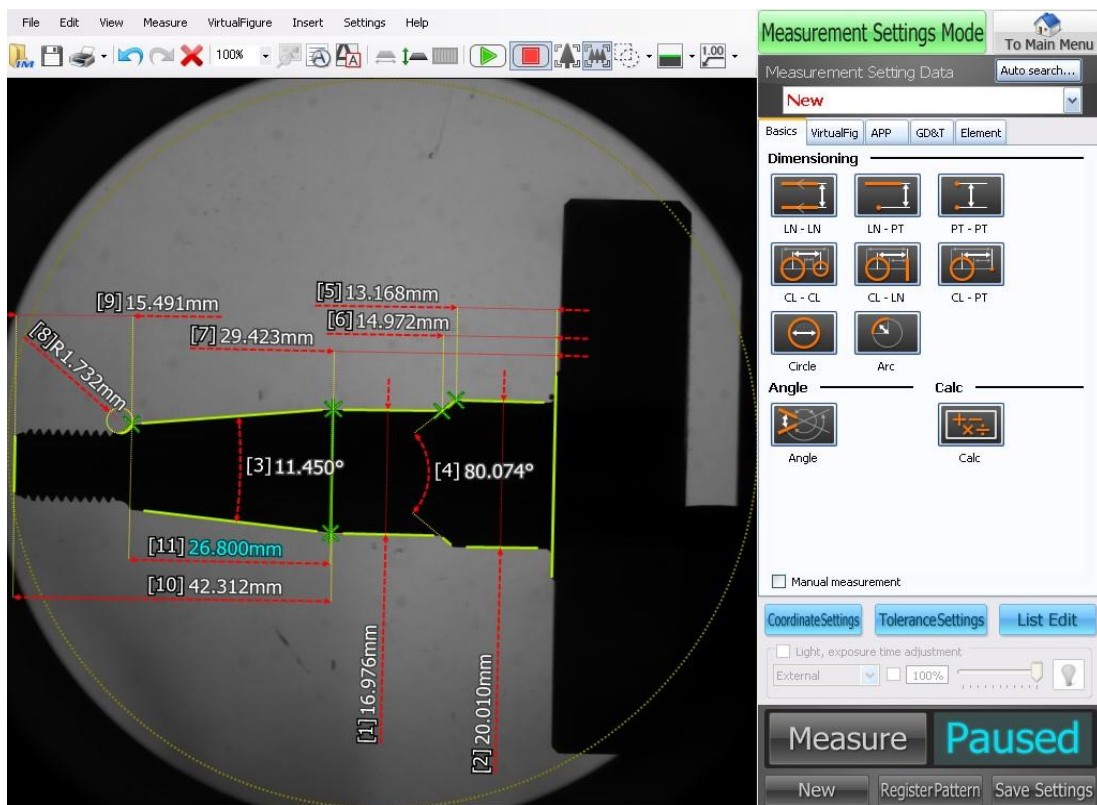 File Edit View Measure VirtualFigure Insert Settings Help
IM 100% 1.00
Measurement Settings Mode
To Main Menu
Measurement Setting Data
Auto search...
New
Basics VirtualFig APP GD&T Element
Dimensioning
LN - LN LN - PT PT - PT
CL - CL CL - LN CL - PT
Circle Arc
Angle Calc
Angle Calc
Manual measurement
CoordinateSettings ToleranceSettings List Edit
Light, exposure time adjustment
External 100%
Measure Paused
New RegisterPattern Save Settings
[9] 15.491mm
[5] 13.168mm
[6] 14.972mm
[7] 29.423mm
[8] R1.732mm
[3] 11.450°
[4] 80.074°
[11] 26.800mm
[10] 42.312mm
[1] 16.976mm
[2] 20.010mm